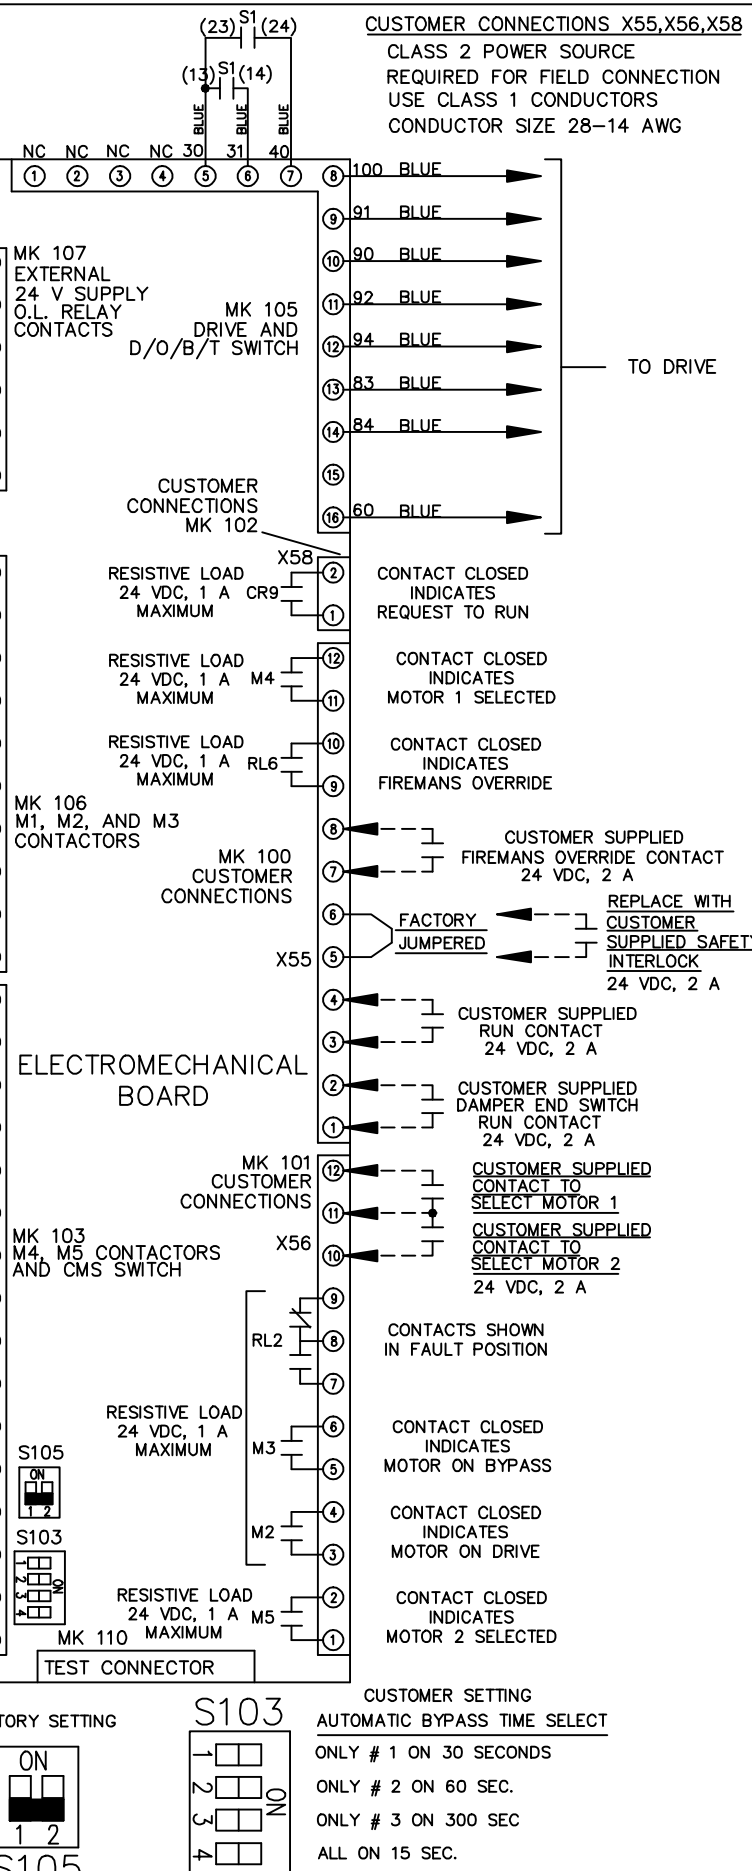 CUSTOMER CONNECTIONS X55,X56,X58
CLASS 2 POWER SOURCE
REQUIRED FOR FIELD CONNECTION
USE CLASS 1 CONDUCTORS
CONDUCTOR SIZE 28-14 AWG
(23) S1 (24)
(13) S1 (14)
BLUE BLUE BLUE
NC NC NC NC 30 31 40
1 2 3 4 5 6 7 8 100 BLUE
9 91 BLUE
10 90 BLUE
11 92 BLUE
12 94 BLUE
13 83 BLUE
14 84 BLUE
15
16 60 BLUE
TO DRIVE
MK 107
EXTERNAL
24 V SUPPLY
O.L. RELAY
CONTACTS
MK 105
DRIVE AND
D/O/B/T SWITCH
CUSTOMER
CONNECTIONS
MK 102
X58
RESISTIVE LOAD
24 VDC, 1 A
MAXIMUM
CR9
2
1
CONTACT CLOSED
INDICATES
REQUEST TO RUN
RESISTIVE LOAD
24 VDC, 1 A
MAXIMUM
M4
12
11
CONTACT CLOSED
INDICATES
MOTOR 1 SELECTED
RESISTIVE LOAD
24 VDC, 1 A
MAXIMUM
RL6
10
9
CONTACT CLOSED
INDICATES
FIREMANS OVERRIDE
MK 106
M1, M2, AND M3
CONTACTORS
MK 100
CUSTOMER
CONNECTIONS
8
7
CUSTOMER SUPPLIED
FIREMANS OVERRIDE CONTACT
24 VDC, 2 A
X55
6
5
FACTORY
JUMPERED
REPLACE WITH
CUSTOMER
SUPPLIED SAFETY
INTERLOCK
24 VDC, 2 A
4
3
CUSTOMER SUPPLIED
RUN CONTACT
24 VDC, 2 A
ELECTROMECHANICAL
BOARD
2
1
CUSTOMER SUPPLIED
DAMPER END SWITCH
RUN CONTACT
24 VDC, 2 A
MK 101
CUSTOMER
CONNECTIONS
X56
12
11
10
CUSTOMER SUPPLIED
CONTACT TO
SELECT MOTOR 1
CUSTOMER SUPPLIED
CONTACT TO
SELECT MOTOR 2
24 VDC, 2 A
MK 103
M4, M5 CONTACTORS
AND CMS SWITCH
RL2
9
8
7
CONTACTS SHOWN
IN FAULT POSITION
RESISTIVE LOAD
24 VDC, 1 A
MAXIMUM
M3
6
5
CONTACT CLOSED
INDICATES
MOTOR ON BYPASS
M2
4
3
CONTACT CLOSED
INDICATES
MOTOR ON DRIVE
S105
ON
1 2
S103
1
2
3
4
ON
RESISTIVE LOAD
24 VDC, 1 A
MAXIMUM
M5
2
1
CONTACT CLOSED
INDICATES
MOTOR 2 SELECTED
MK 110
TEST CONNECTOR
TORY SETTING
ON
1 2
S105
S103
1
2
3
4
ON
CUSTOMER SETTING
AUTOMATIC BYPASS TIME SELECT
ONLY # 1 ON 30 SECONDS
ONLY # 2 ON 60 SEC.
ONLY # 3 ON 300 SEC
ALL ON 15 SEC.